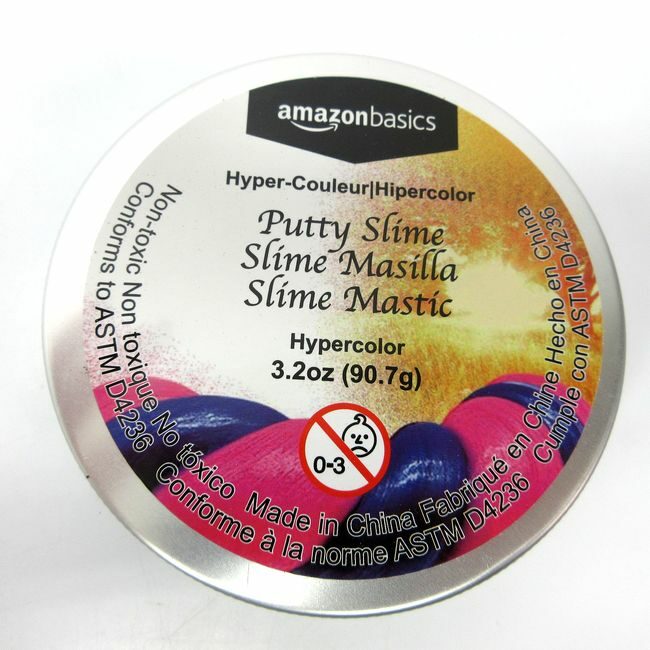 amazonbasics
Hyper-Couleur|Hipercolor
Putty Slime
Slime Masilla
Slime Mastic
Hypercolor
3.2oz (90.7g)
0-3
Non-toxic Non toxique No tóxico Made in China Fabriqué en Chine Hecho en China
Conforms to ASTM D4236 Conforme à la norme ASTM D4236 Cumple con ASTM D4236